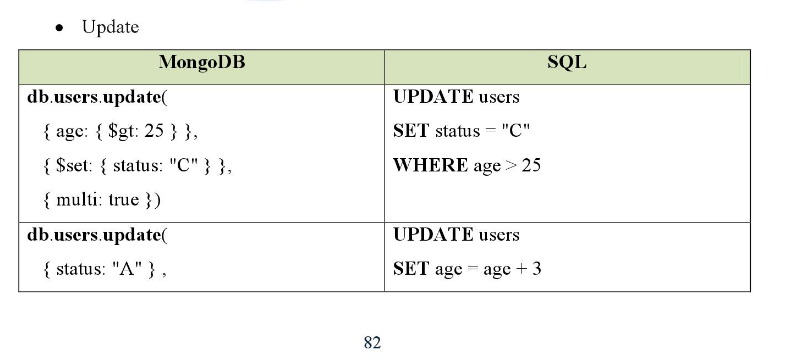 • Update
MongoDB SQL
db.users.update( UPDATE users
{ age: { $gt: 25 } }, SET status = "C"
{ $set: { status: "C" } }, WHERE age > 25
{ multi: true })
db.users.update( UPDATE users
{ status: "A" } , SET age = age + 3
82